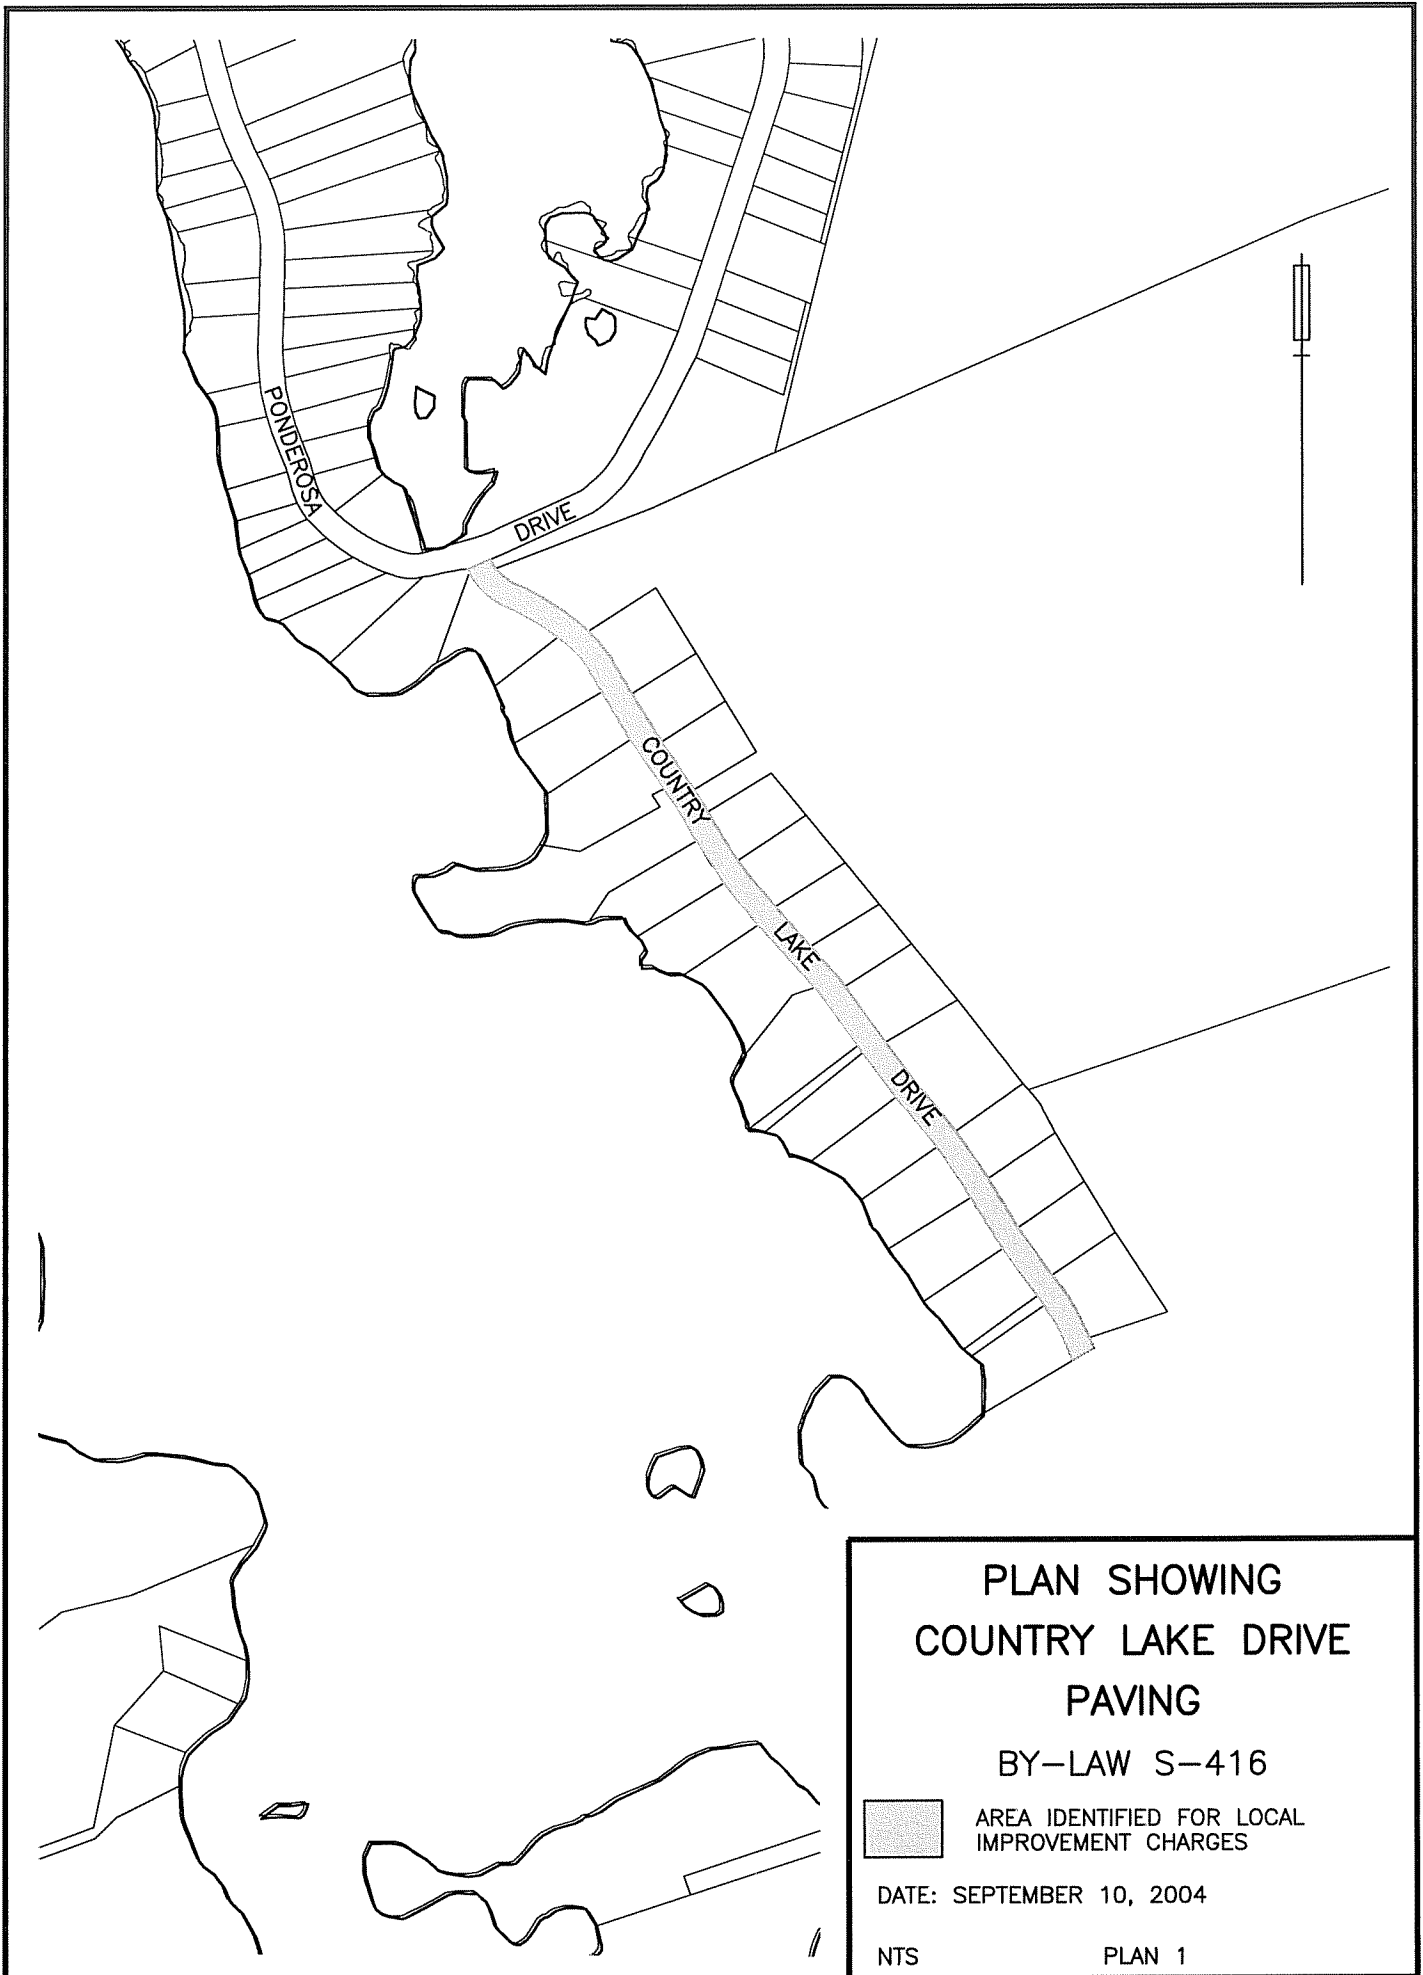 PONDEROSA
DRIVE
COUNTRY
LAKE
DRIVE
PLAN SHOWING
COUNTRY LAKE DRIVE
PAVING
BY-LAW S-416
AREA IDENTIFIED FOR LOCAL
IMPROVEMENT CHARGES
DATE: SEPTEMBER 10, 2004
NTS PLAN 1